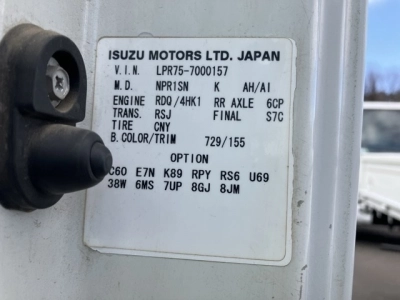 ISUZU MOTORS LTD. JAPAN
V.I.N. LPR75-7000157
M.D. NPR1SN K AH/AI
ENGINE RDQ/4HK1 RR AXLE 6CP
TRANS. RSJ FINAL S7C
TIRE CNY
B.COLOR/TRIM 729/155
OPTION
C60 E7N K89 RPY RS6 U69
38W 6MS 7UP 8GJ 8JM